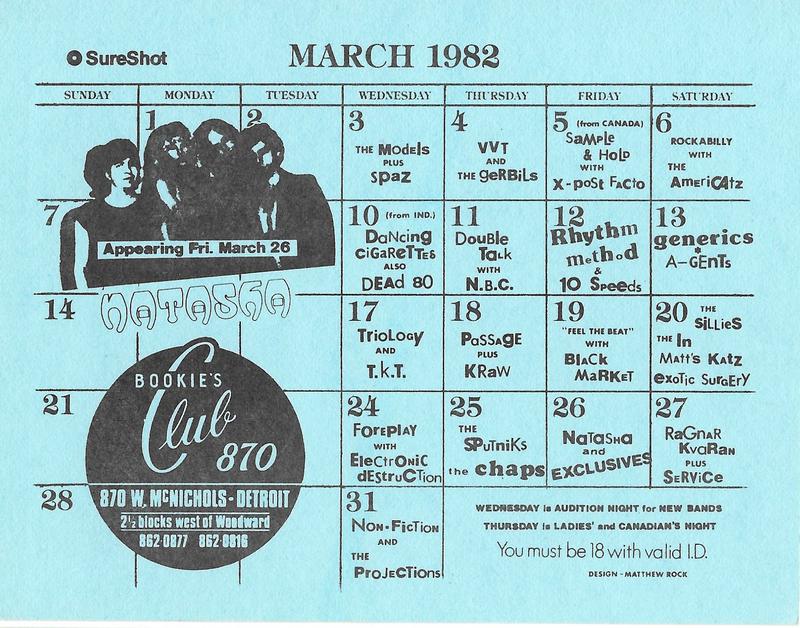 SureShot
MARCH 1982
SUNDAY MONDAY TUESDAY WEDNESDAY THURSDAY FRIDAY SATURDAY
1
2
3
THE Models
PLUS
spaz
4
VVT
AND
THE geRBiLs
5 (from CANADA)
SaMPLe
& HoLD
WITH
X-posT FAcTo
6
ROCKABILLY
WITH
THE
AmeriCAtz
7
Appearing Fri. March 26
NATASHA
10 (from IND.)
DaNcing
ciGaReTTEs
ALSO
DEAd 80
11
DouBLe
TaLk
WITH
N.B.C.
12
Rhythm
method
&
10 Speeds
13
generics
*
A-GENTs
14
17
TrioLogy
AND
T.k.T.
18
PaSSAgE
PLUS
KRaW
19
"FEEL THE BEAT"
WITH
BlAcK
MaRKET
20 THE
SiLLieS
THE In
Matt's KATz
exoTic SurGeRY
21
BOOKIE'S
Club
870
24
ForePLAY
WITH
ElecTrONiC
dEStruCTion
25
THE
SPuTniKs
the chaps
26
NaTaSHa
and
EXCLUSIVES
27
RaGNaR
KvaRan
PLUS
SeRViCe
28
870 W. McNICHOLS - DETROIT
2½ blocks west of Woodward
862-0877 862-0816
31
NoN-FicTion
AND
THE
ProJeCTions
WEDNESDAY is AUDITION NIGHT for NEW BANDS
THURSDAY is LADIES' and CANADIAN'S NIGHT
You must be 18 with valid I.D.
DESIGN - MATTHEW ROCK